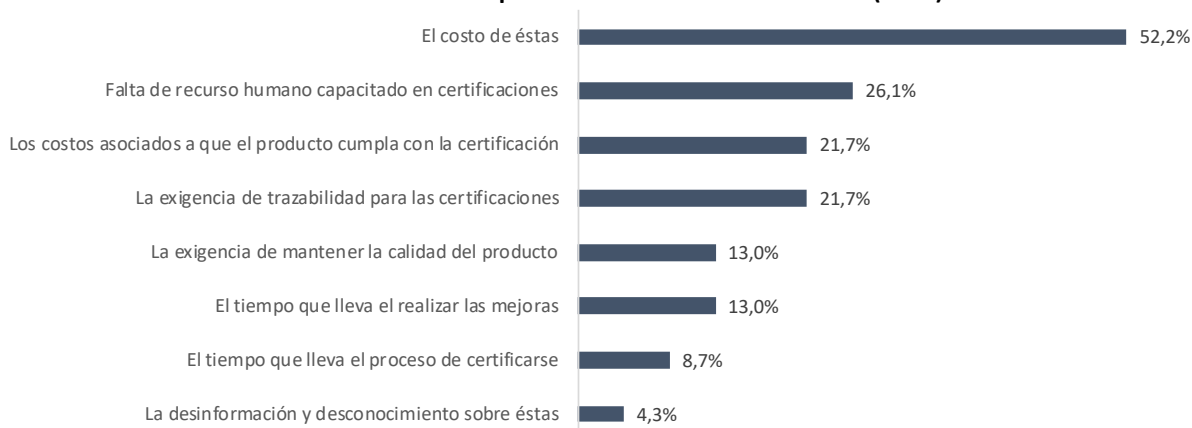 El costo de éstas 52,2%
Falta de recurso humano capacitado en certificaciones 26,1%
Los costos asociados a que el producto cumpla con la certificación 21,7%
La exigencia de trazabilidad para las certificaciones 21,7%
La exigencia de mantener la calidad del producto 13,0%
El tiempo que lleva el realizar las mejoras 13,0%
El tiempo que lleva el proceso de certificarse 8,7%
La desinformación y desconocimiento sobre éstas 4,3%